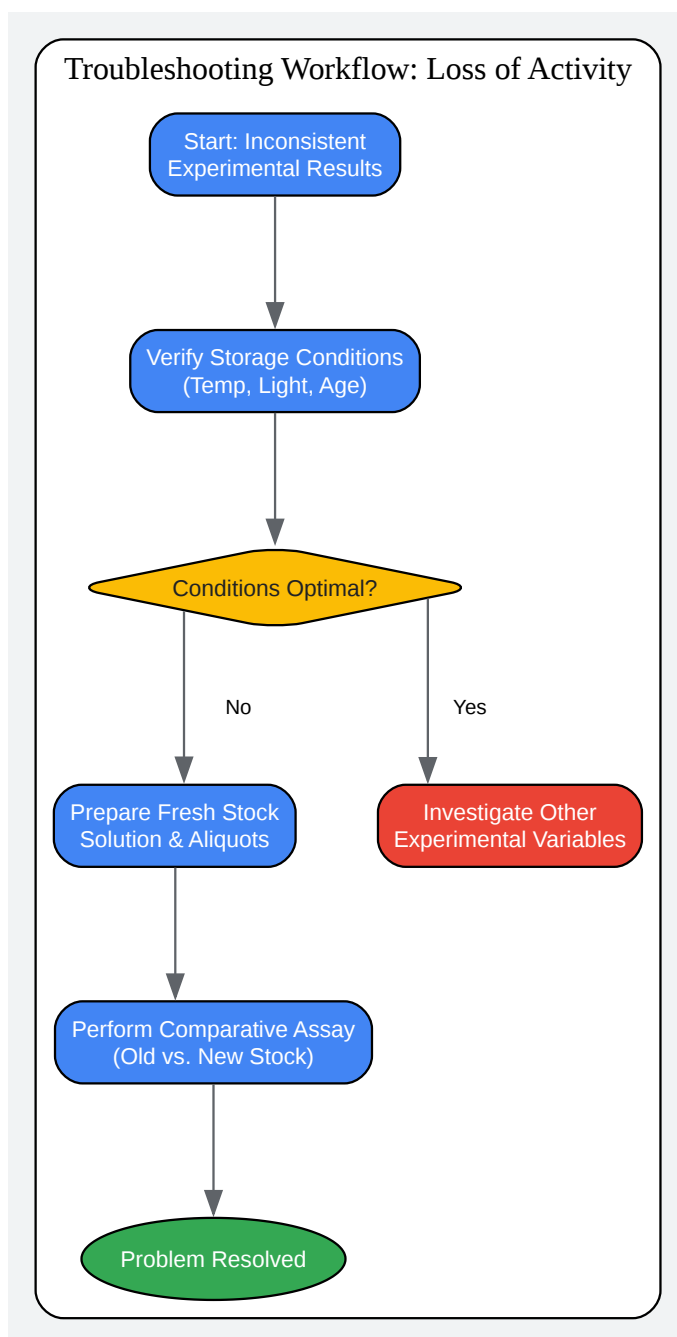 Troubleshooting Workflow: Loss of Activity
Start: Inconsistent
Experimental Results
Verify Storage Conditions
(Temp, Light, Age)
Conditions Optimal?
No
Yes
Prepare Fresh Stock
Solution & Aliquots
Investigate Other
Experimental Variables
Perform Comparative Assay
(Old vs. New Stock)
Problem Resolved